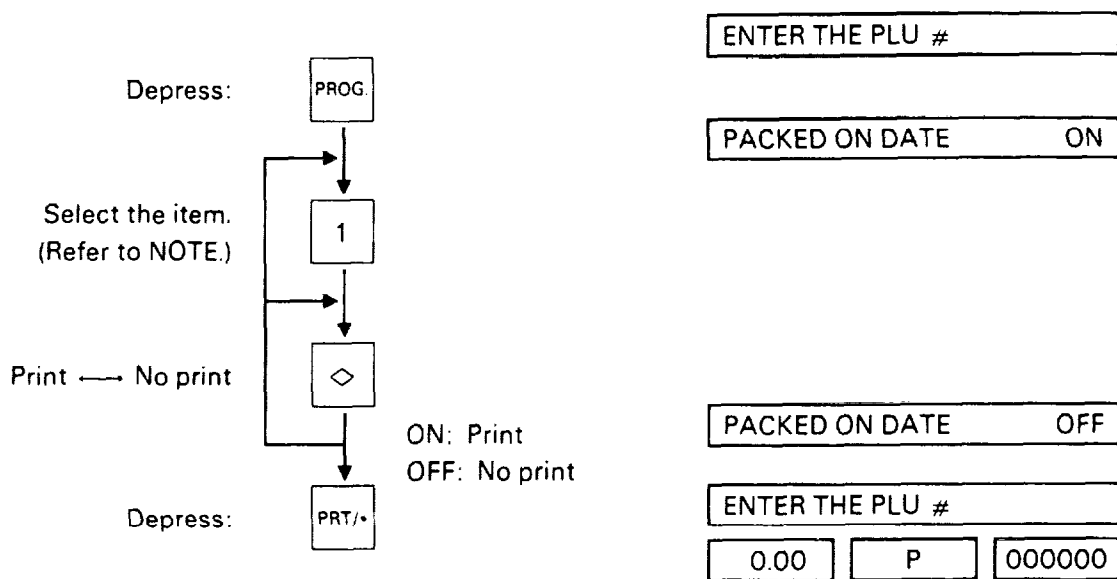 ENTER THE PLU #
Depress: PROG.
PACKED ON DATE ON
Select the item.
(Refer to NOTE.)
1
Print ⟷ No print
◇
ON: Print
OFF: No print
PACKED ON DATE OFF
Depress: PRT/•
ENTER THE PLU #
0.00 P 000000